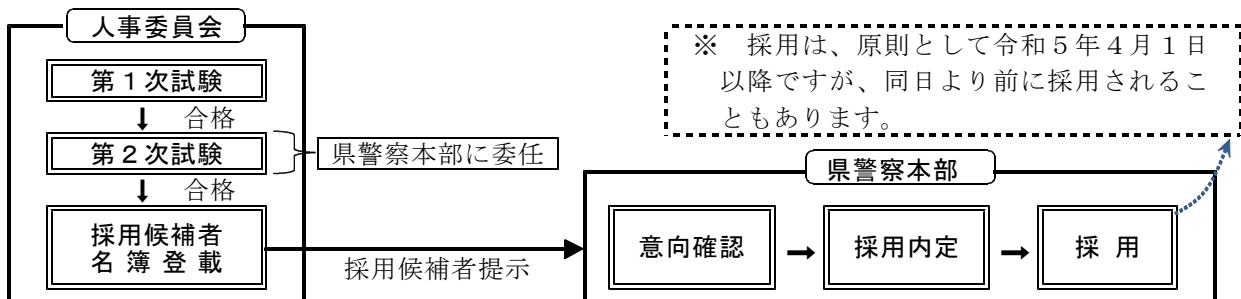 人事委員会
第１次試験
合格
第２次試験
県警察本部に委任
合格
採用候補者
名簿登載
採用候補者提示
※　採用は、原則として令和５年４月１日
以降ですが、同日より前に採用されるこ
ともあります。
県警察本部
意向確認
採用内定
採用